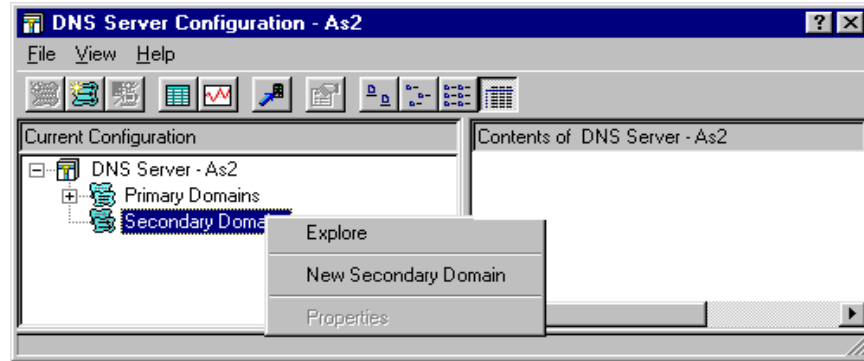 DNS Server Configuration - As2
File View Help
Current Configuration
Contents of DNS Server - As2
DNS Server - As2
Primary Domains
Secondary
Explore
New Secondary Domain
Properties